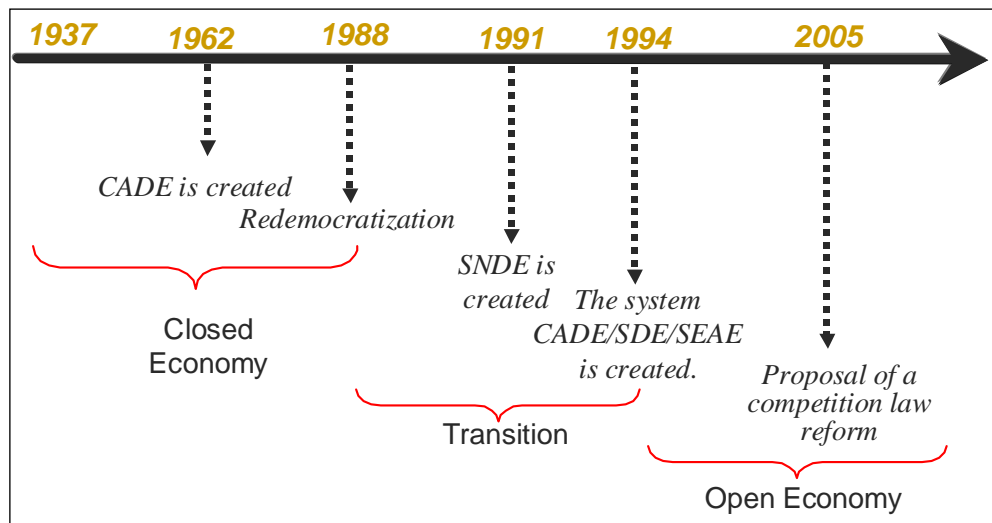 1937 1962 1988 1991 1994 2005
CADE is created
Redemocratization
SNDE is
created
The system
CADE/SDE/SEAE
is created.
Proposal of a
competition law
reform
Closed
Economy
Transition
Open Economy